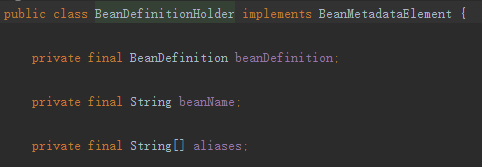 public class BeanDefinitionHolder implements BeanMetadataElement {
private final BeanDefinition beanDefinition;
private final String beanName;
private final String[] aliases;